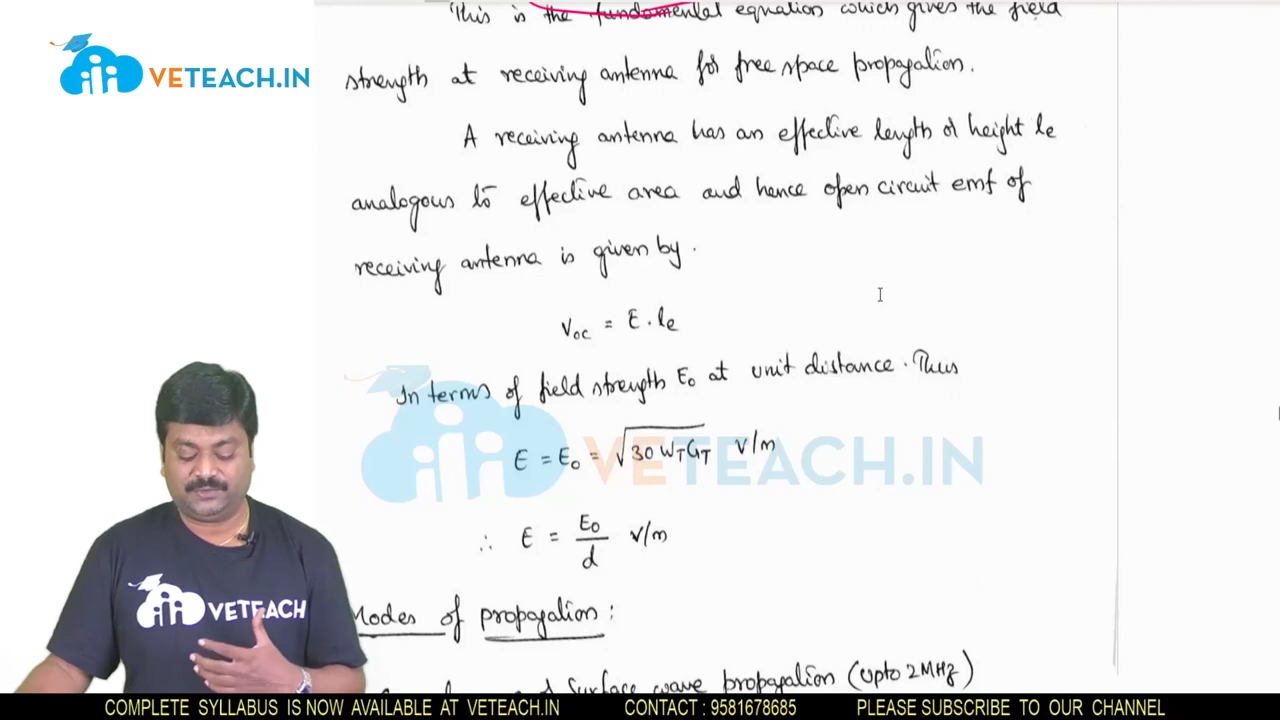 This is the fundamental equation which gives the field
VETEACH.IN
strength at receiving antenna for free space propagation.
A receiving antenna has an effective length or height le
analogous to effective area and hence open circuit emf of
receiving antenna is given by.
Voc = E . le
In terms of field strength E0 at unit distance. Thus
E = E0 = √30 WT GT V/m
VETEACH.IN
∴ E = E0/d V/m
VETEACH
Modes of propagation :
surface wave propagation (upto 2 MHz)
COMPLETE SYLLABUS IS NOW AVAILABLE AT VETEACH.IN CONTACT : 9581678685 PLEASE SUBSCRIBE TO OUR CHANNEL